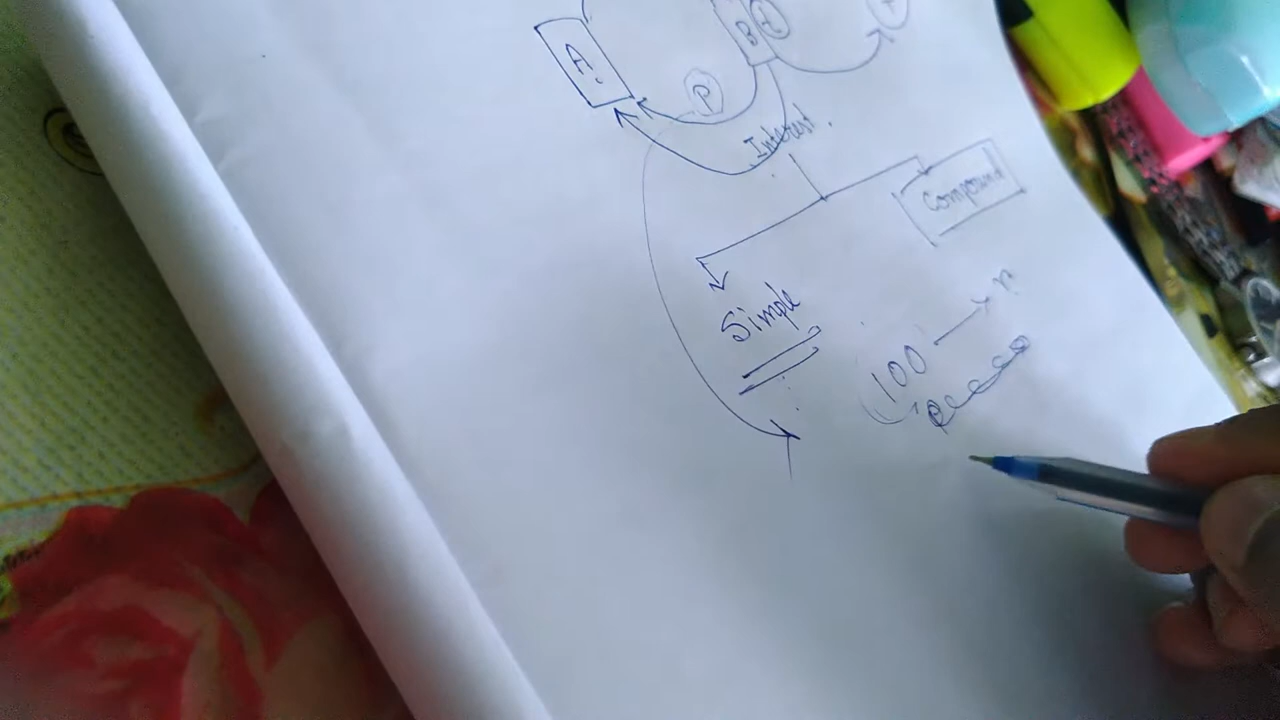 A.
B
I
P
Interest.
Compound
Simple
100 → n